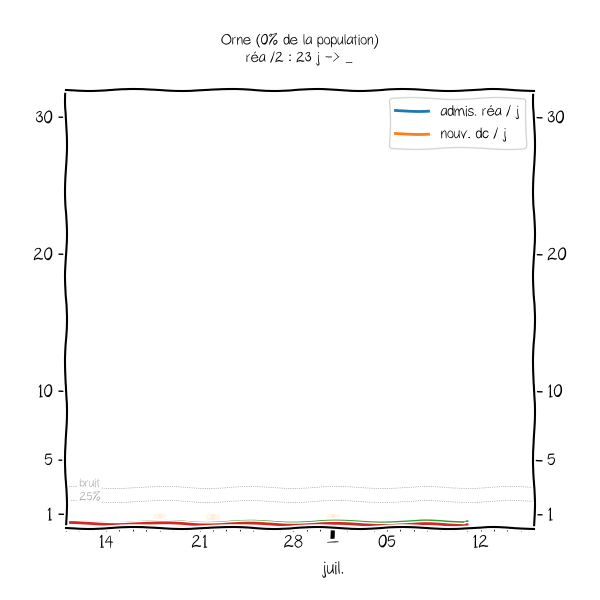 Orne (0% de la population)
réa /2 : 23 j -> _
admis. réa / j
nouv. dc / j
30
30
20
20
10
10
5
5
bruit
25%
1
1
14
21
28
05
12
juil.